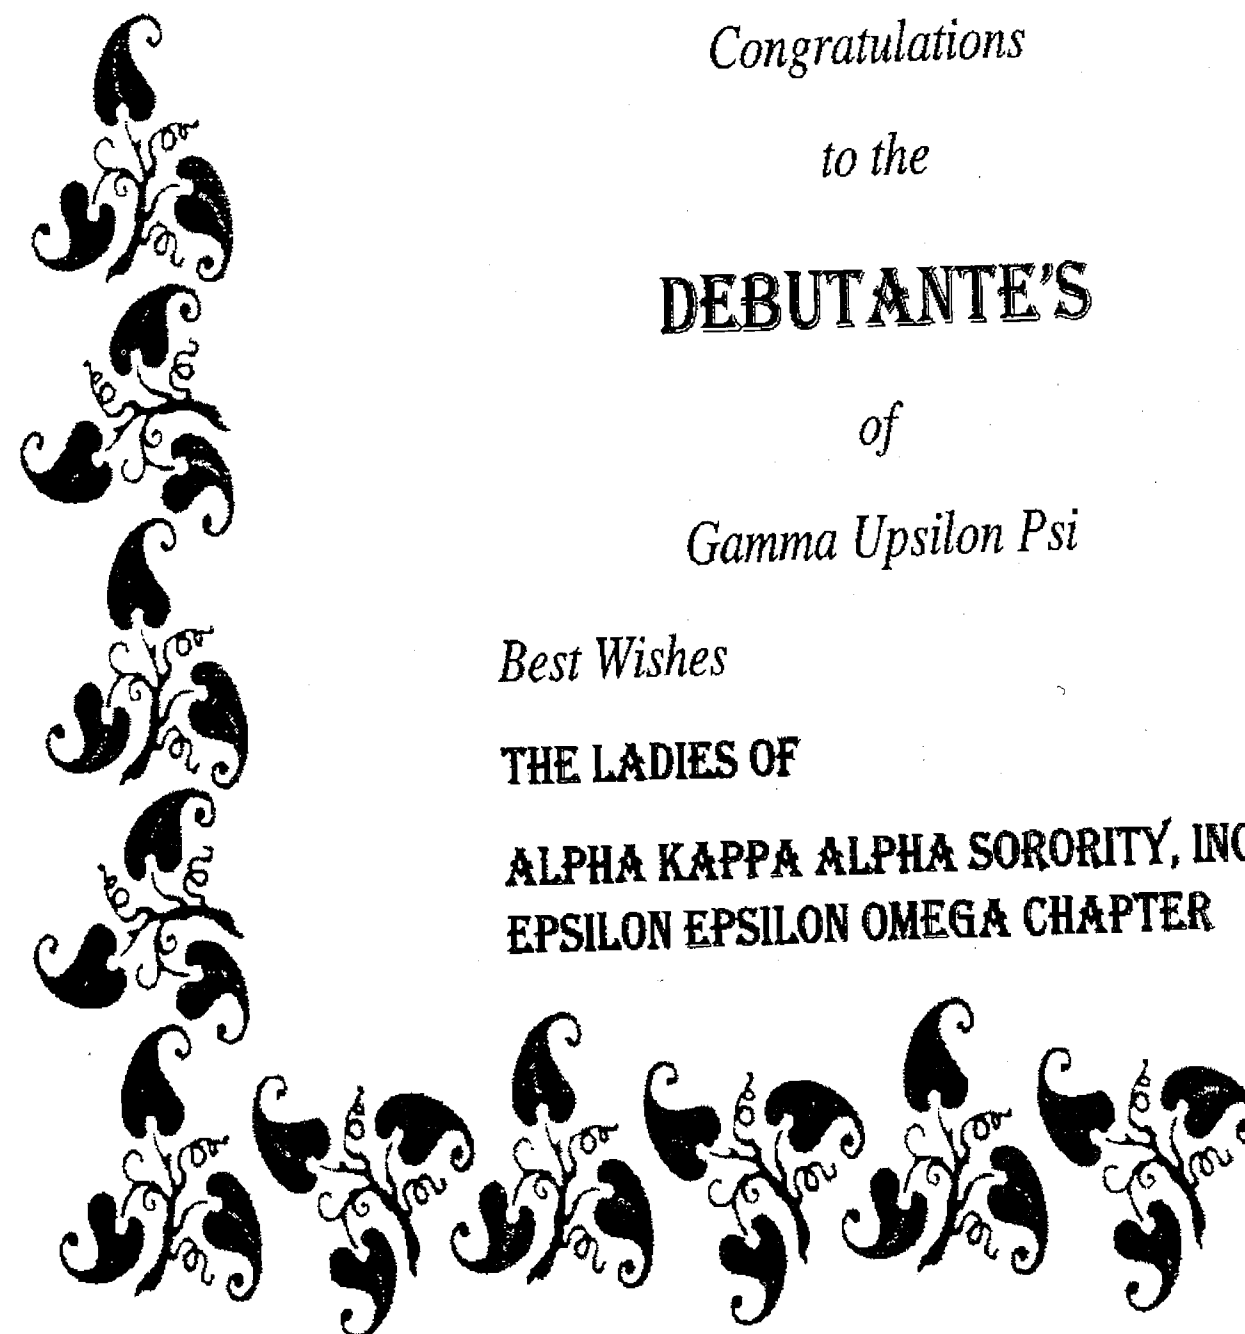 Congratulations
to the
DEBUTANTE'S
of
Gamma Upsilon Psi
Best Wishes
THE LADIES OF
ALPHA KAPPA ALPHA SORORITY, INC
EPSILON EPSILON OMEGA CHAPTER